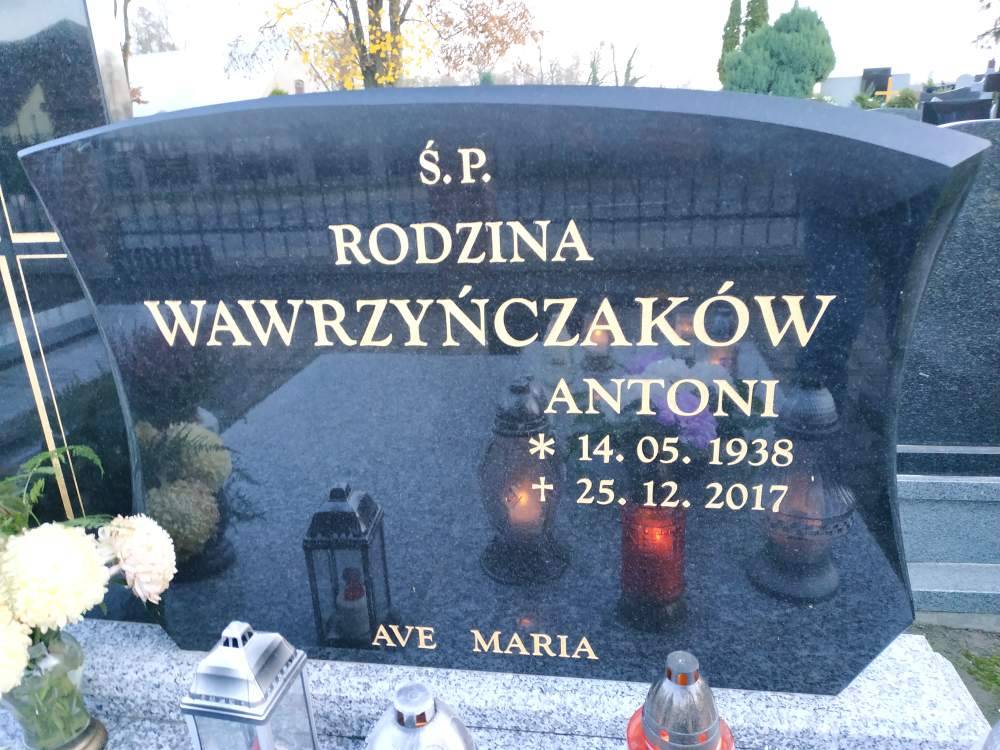 Ś.P.
RODZINA
WAWRZYŃCZAKÓW
ANTONI
* 14. 05. 1938
† 25. 12. 2017
AVE MARIA